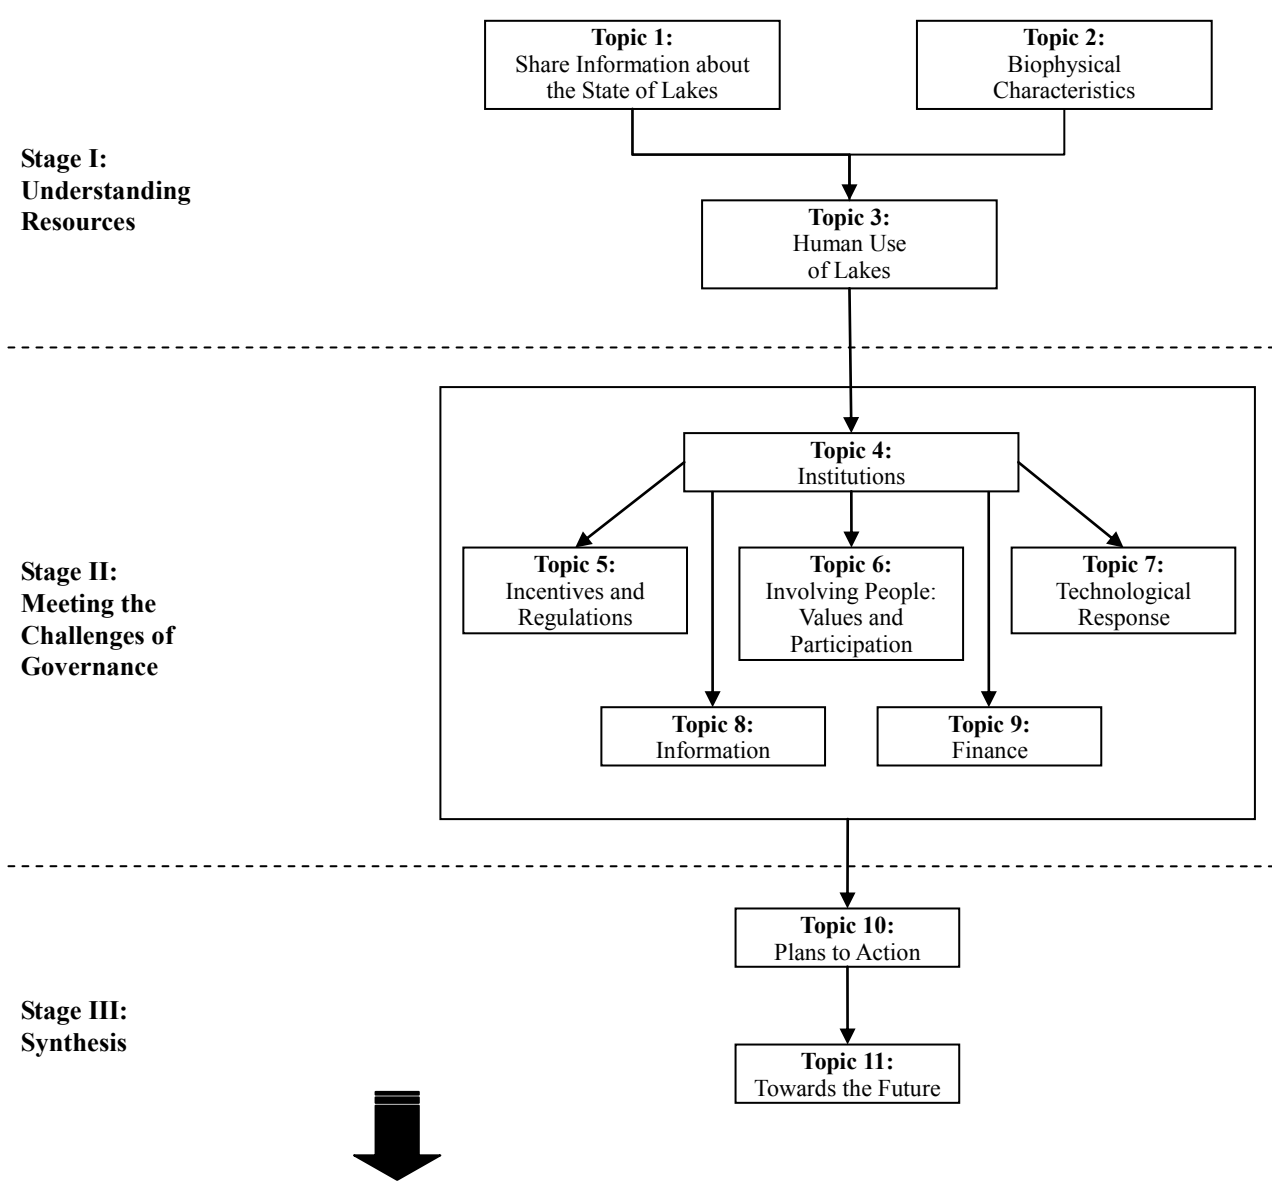 Topic 1:
Share Information about
the State of Lakes
Topic 2:
Biophysical
Characteristics
Stage I:
Understanding
Resources
Topic 3:
Human Use
of Lakes
Topic 4:
Institutions
Stage II:
Meeting the
Challenges of
Governance
Topic 5:
Incentives and
Regulations
Topic 6:
Involving People:
Values and
Participation
Topic 7:
Technological
Response
Topic 8:
Information
Topic 9:
Finance
Topic 10:
Plans to Action
Stage III:
Synthesis
Topic 11:
Towards the Future